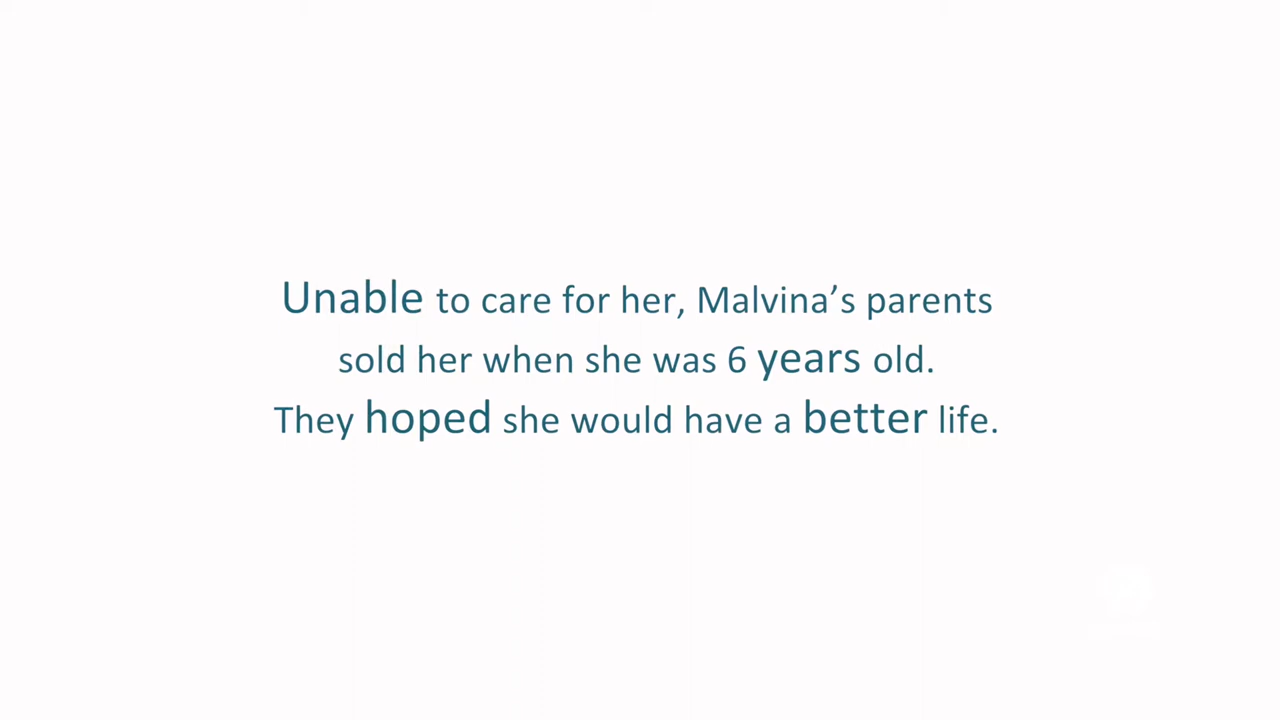 Unable to care for her, Malvina’s parents
sold her when she was 6 years old.
They hoped she would have a better life.